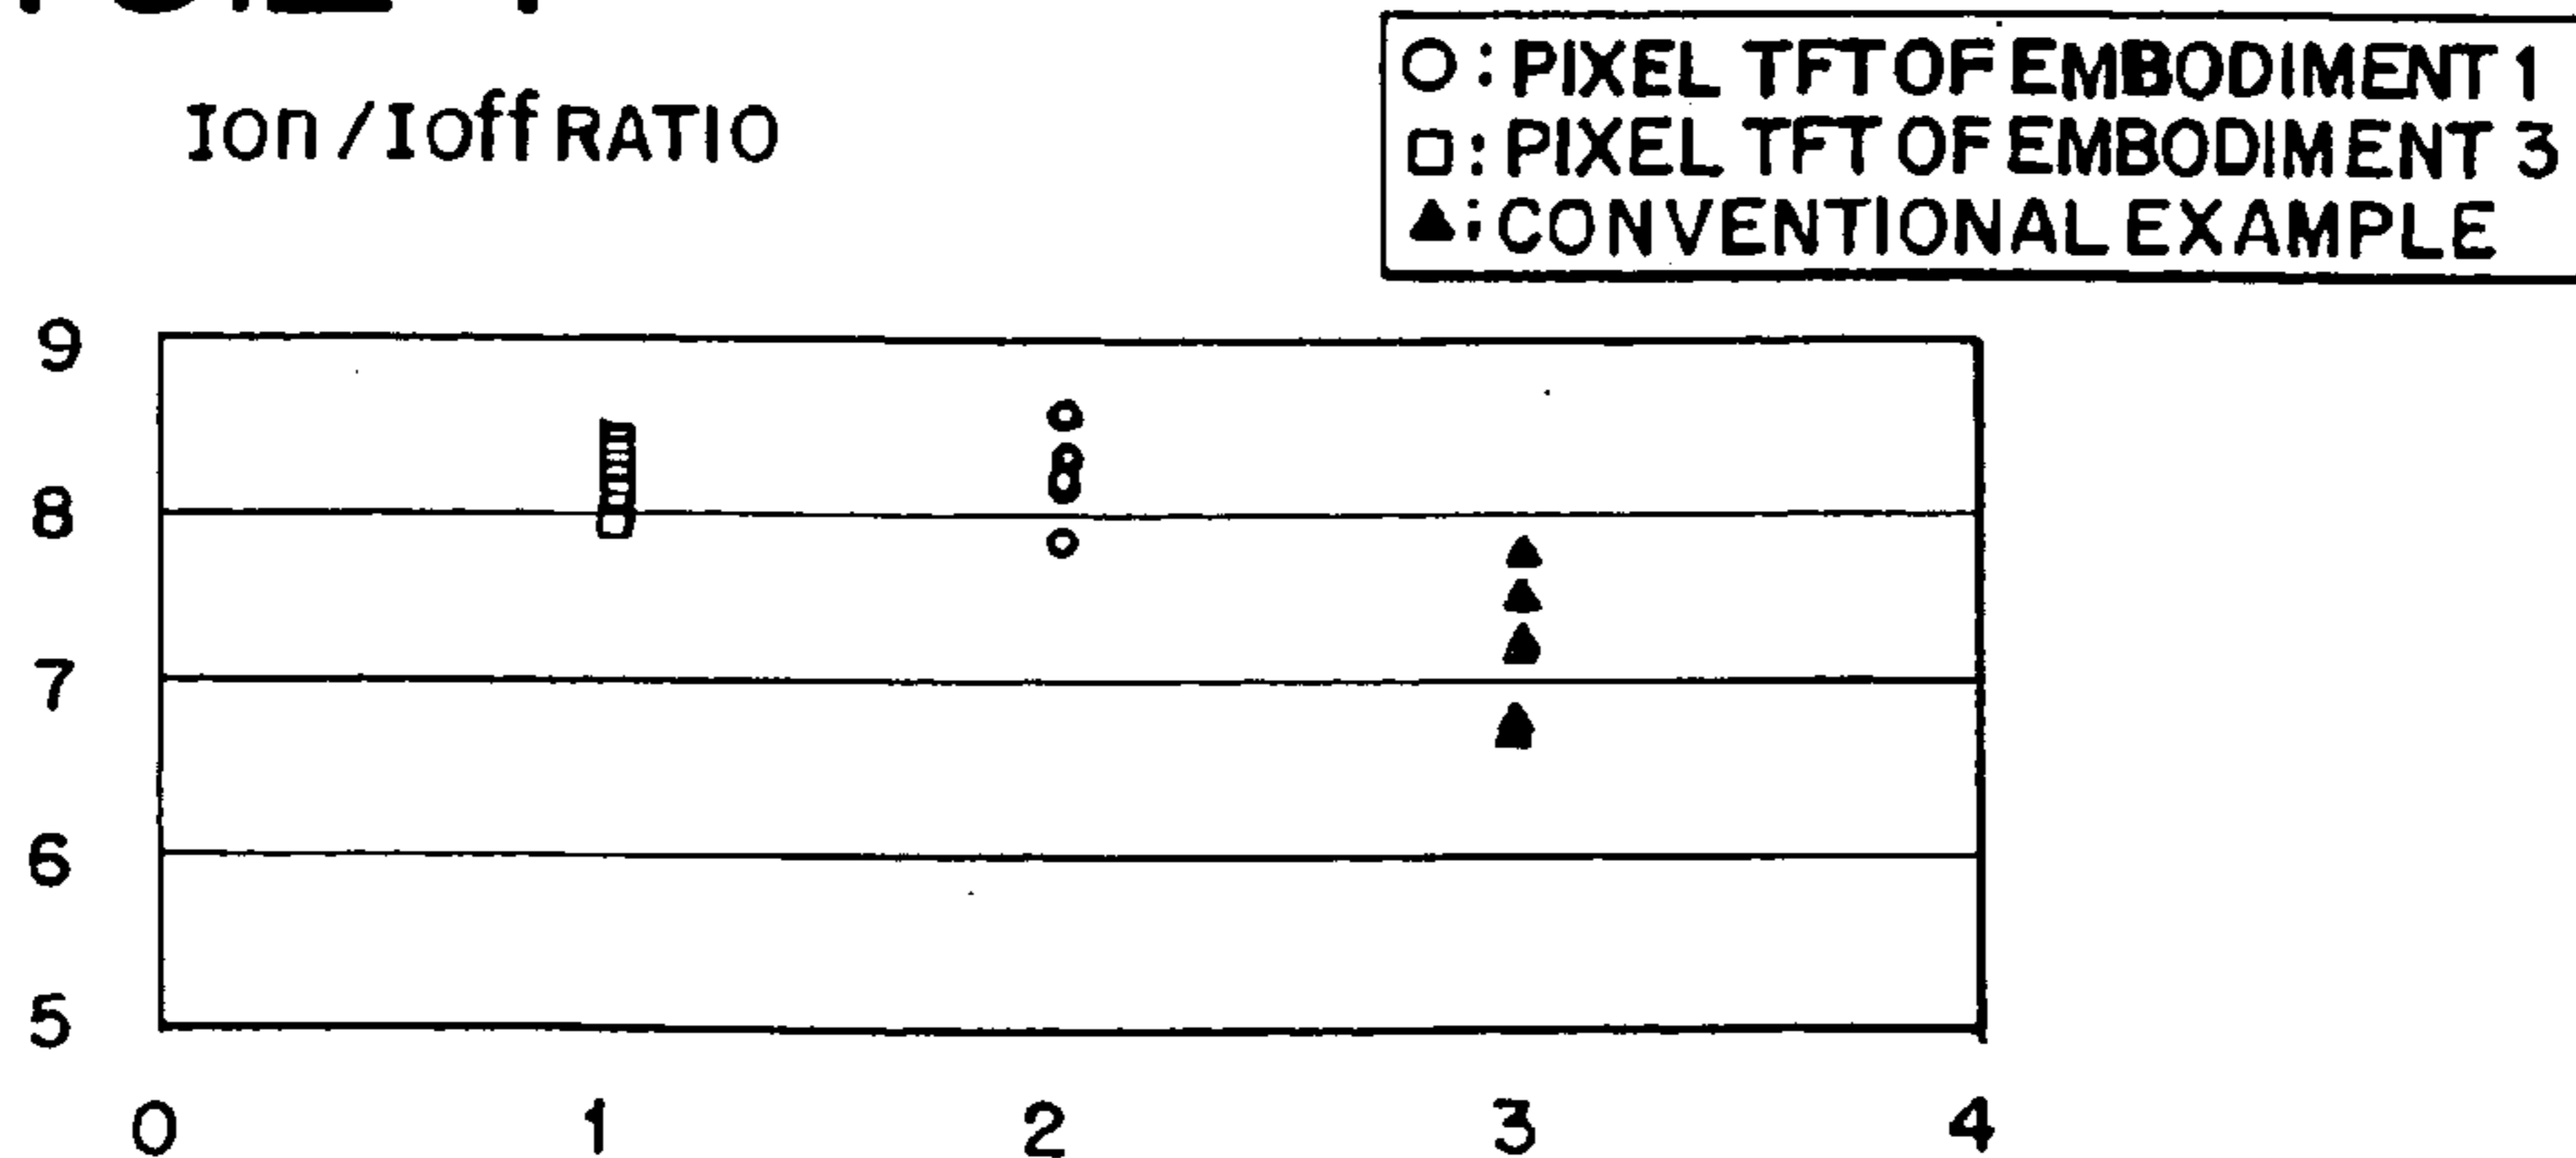 Ion/Ioff RATIO
○: PIXEL TFT OF EMBODIMENT 1
□: PIXEL TFT OF EMBODIMENT 3
▲: CONVENTIONAL EXAMPLE
9
8
7
6
5
0 1 2 3 4